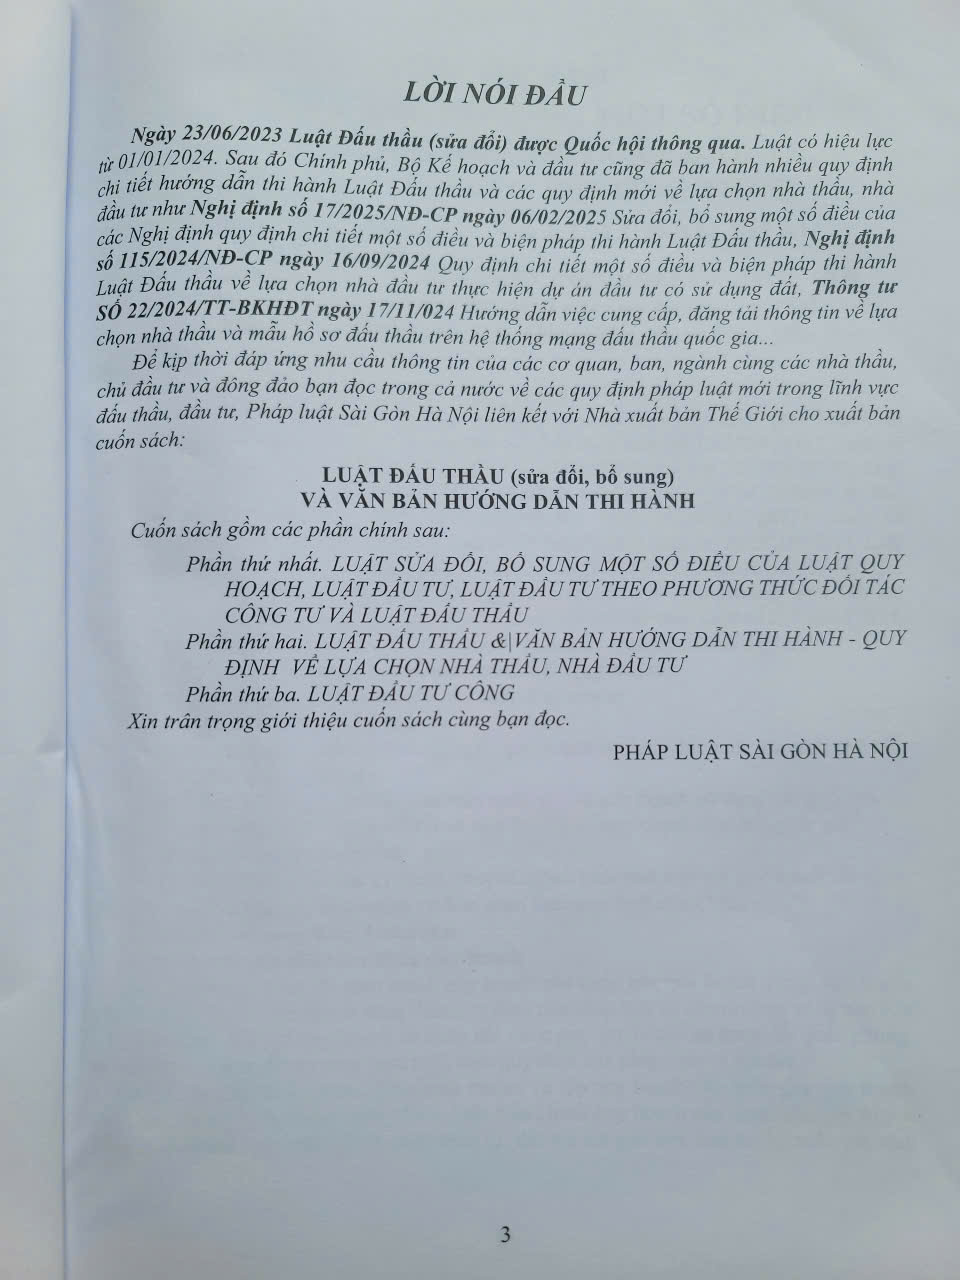 LỜI NÓI ĐẦU
Ngày 23/06/2023 Luật Đấu thầu (sửa đổi) được Quốc hội thông qua. Luật có hiệu lực
từ 01/01/2024. Sau đó Chính phủ, Bộ Kế hoạch và đầu tư cũng đã ban hành nhiều quy định
chi tiết hướng dẫn thi hành Luật Đấu thầu và các quy định mới về lựa chọn nhà thầu, nhà
đầu tư như Nghị định số 17/2025/NĐ-CP ngày 06/02/2025 Sửa đổi, bổ sung một số điều của
các Nghị định quy định chi tiết một số điều và biện pháp thi hành Luật Đấu thầu, Nghị định
số 115/2024/NĐ-CP ngày 16/09/2024 Quy định chi tiết một số điều và biện pháp thi hành
Luật Đấu thầu về lựa chọn nhà đầu tư thực hiện dự án đầu tư có sử dụng đất, Thông tư
SỐ 22/2024/TT-BKHĐT ngày 17/11/024 Hướng dẫn việc cung cấp, đăng tải thông tin về lựa
chọn nhà thầu và mẫu hồ sơ đấu thầu trên hệ thống mạng đấu thầu quốc gia...
Để kịp thời đáp ứng nhu cầu thông tin của các cơ quan, ban, ngành cùng các nhà thầu,
chủ đầu tư và đông đảo bạn đọc trong cả nước về các quy định pháp luật mới trong lĩnh vực
đấu thầu, đầu tư, Pháp luật Sài Gòn Hà Nội liên kết với Nhà xuất bản Thế Giới cho xuất bản
cuốn sách:
LUẬT ĐẤU THẦU (sửa đổi, bổ sung)
VÀ VĂN BẢN HƯỚNG DẪN THI HÀNH
Cuốn sách gồm các phần chính sau:
Phần thứ nhất. LUẬT SỬA ĐỔI, BỔ SUNG MỘT SỐ ĐIỀU CỦA LUẬT QUY
HOẠCH, LUẬT ĐẦU TƯ, LUẬT ĐẦU TƯ THEO PHƯƠNG THỨC ĐỐI TÁC
CÔNG TƯ VÀ LUẬT ĐẤU THẦU
Phần thứ hai. LUẬT ĐẤU THẦU &|VĂN BẢN HƯỚNG DẪN THI HÀNH - QUY
ĐỊNH VỀ LỰA CHỌN NHÀ THẦU, NHÀ ĐẦU TƯ
Phần thứ ba. LUẬT ĐẦU TƯ CÔNG
Xin trân trọng giới thiệu cuốn sách cùng bạn đọc.
PHÁP LUẬT SÀI GÒN HÀ NỘI
3